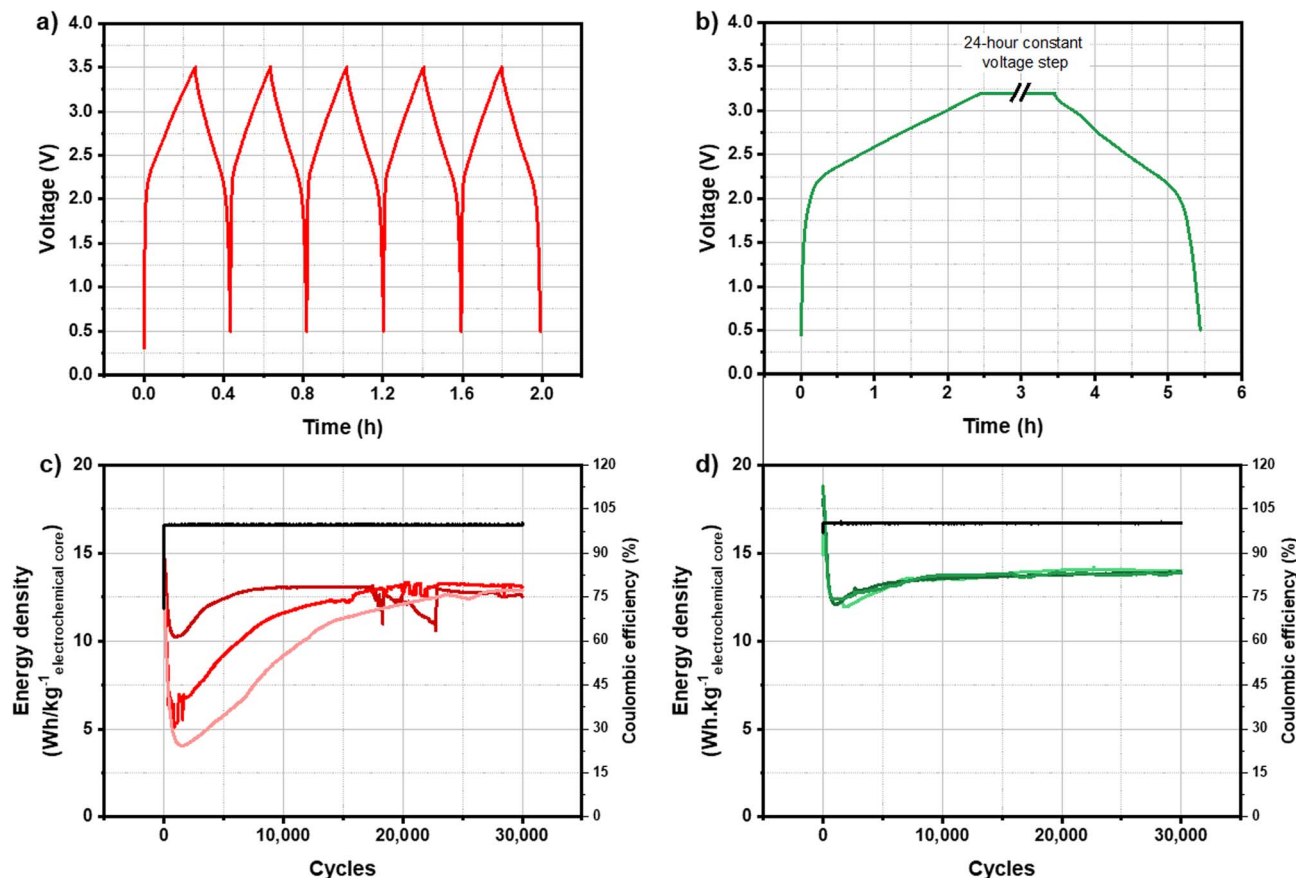 a)
4.0
3.5
3.0
2.5
2.0
1.5
1.0
0.5
0.0
Voltage (V)
0.0 0.4 0.8 1.2 1.6 2.0
Time (h)
b)
4.0
3.5
3.0
2.5
2.0
1.5
1.0
0.5
0.0
Voltage (V)
24-hour constant
voltage step
0 1 2 3 4 5 6
Time (h)
c)
20
15
10
5
0
Energy density
(Wh/kg⁻¹electrochemical core)
120
105
90
75
60
45
30
15
0
Coulombic efficiency (%)
0 10,000 20,000 30,000
Cycles
d)
20
15
10
5
0
Energy density
(Wh.kg⁻¹electrochemical core)
120
105
90
75
60
45
30
15
0
Coulombic efficiency (%)
0 10,000 20,000 30,000
Cycles